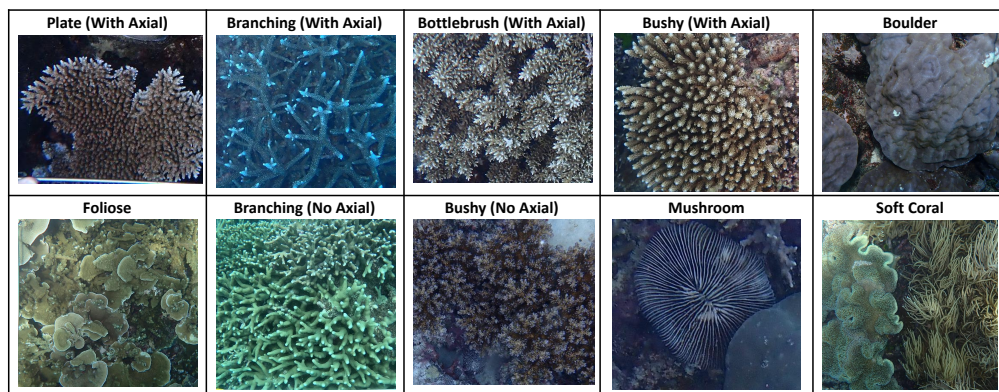 Plate (With Axial)
Branching (With Axial)
Bottlebrush (With Axial)
Bushy (With Axial)
Boulder
Foliose
Branching (No Axial)
Bushy (No Axial)
Mushroom
Soft Coral